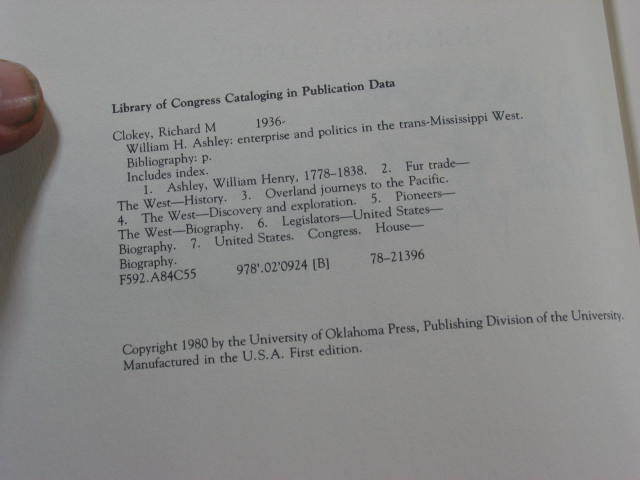 Library of Congress Cataloging in Publication Data
Clokey, Richard M 1936-
William H. Ashley: enterprise and politics in the trans-Mississippi West.
Bibliography: p.
Includes index.
1. Ashley, William Henry, 1778–1838. 2. Fur trade—
The West—History. 3. Overland journeys to the Pacific.
4. The West—Discovery and exploration. 5. Pioneers—
The West—Biography. 6. Legislators—United States—
Biography. 7. United States. Congress. House—
Biography.
F592.A84C55 978'.02'0924 [B] 78–21396
Copyright 1980 by the University of Oklahoma Press, Publishing Division of the University.
Manufactured in the U.S.A. First edition.